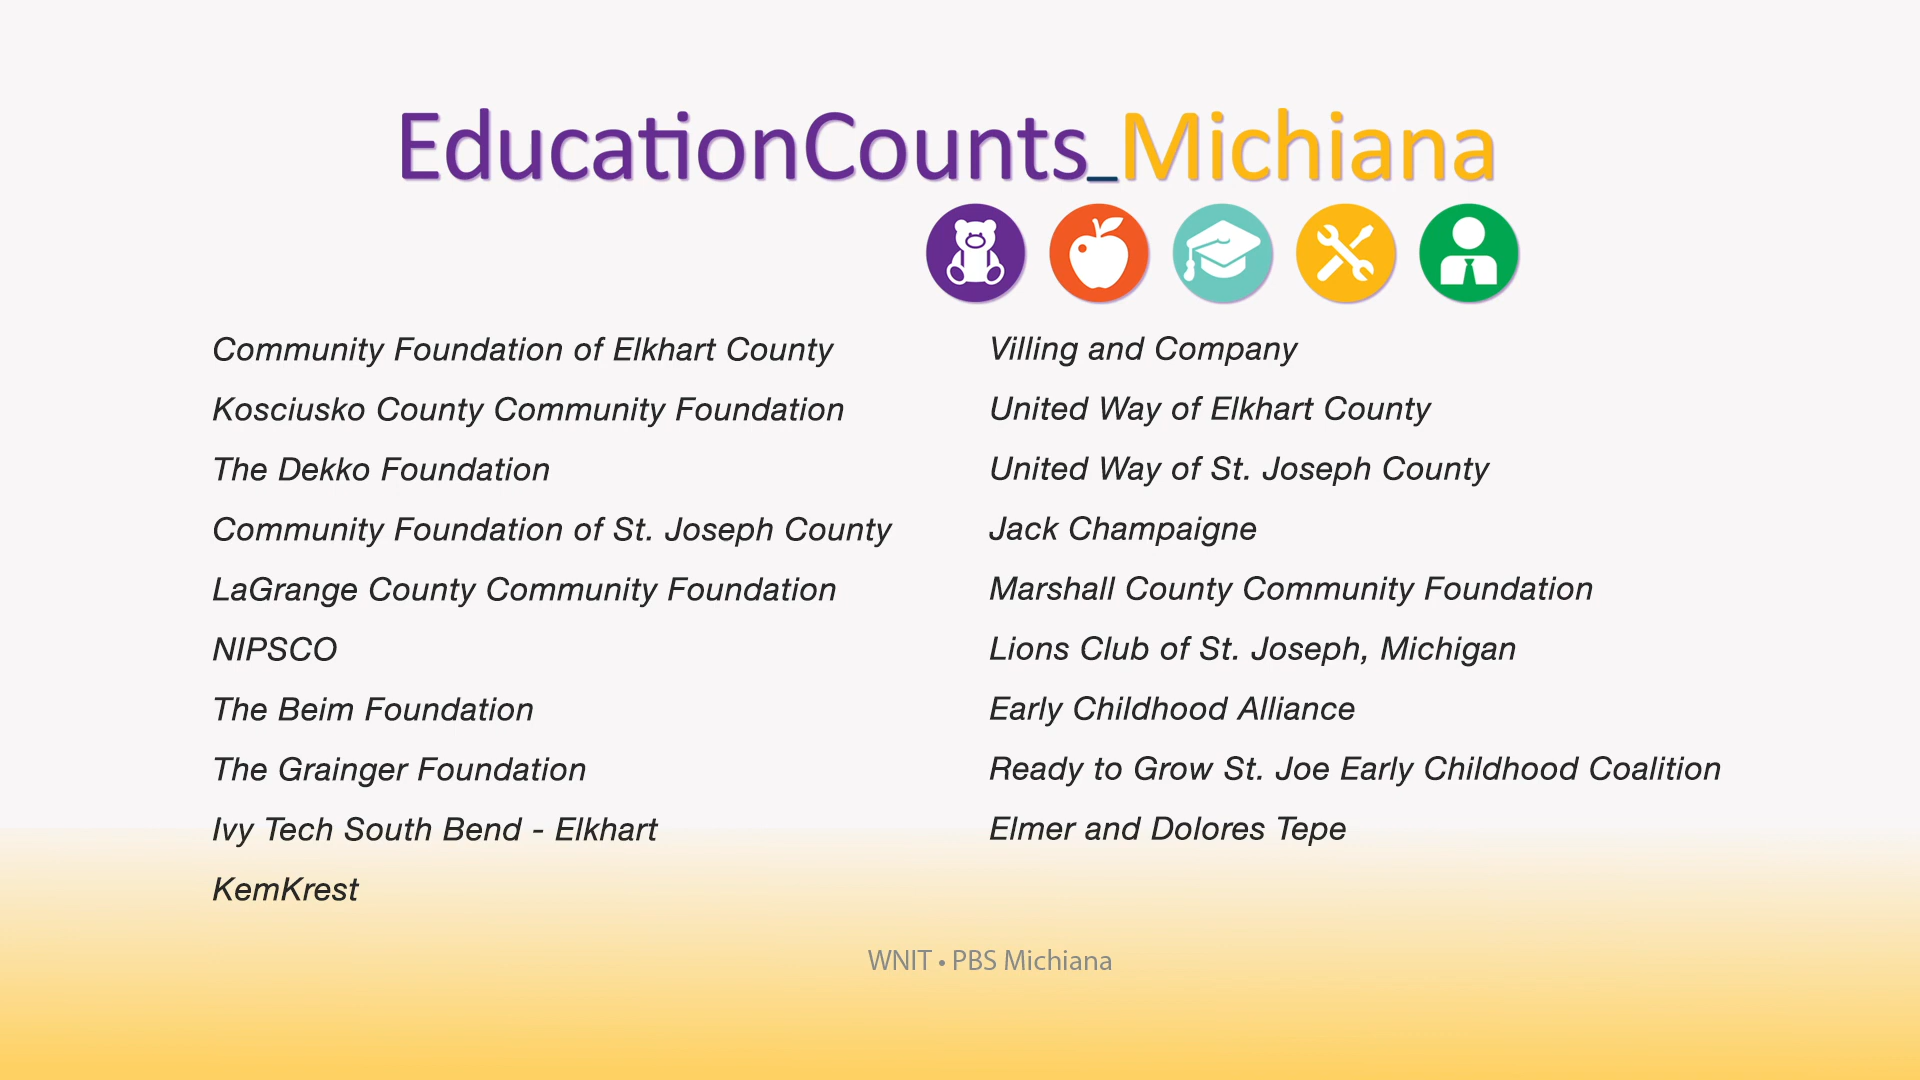 EducationCounts_Michiana
Community Foundation of Elkhart County
Kosciusko County Community Foundation
The Dekko Foundation
Community Foundation of St. Joseph County
LaGrange County Community Foundation
NIPSCO
The Beim Foundation
The Grainger Foundation
Ivy Tech South Bend - Elkhart
KemKrest
Villing and Company
United Way of Elkhart County
United Way of St. Joseph County
Jack Champaigne
Marshall County Community Foundation
Lions Club of St. Joseph, Michigan
Early Childhood Alliance
Ready to Grow St. Joe Early Childhood Coalition
Elmer and Dolores Tepe
WNIT • PBS Michiana